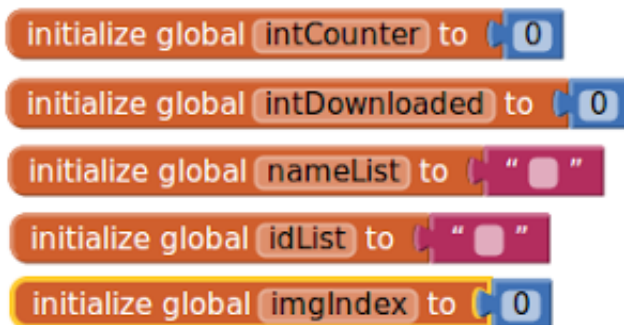 initialize global intCounter to 0
initialize global intDownloaded to 0
initialize global nameList to “ ”
initialize global idList to “ ”
initialize global imgIndex to 0